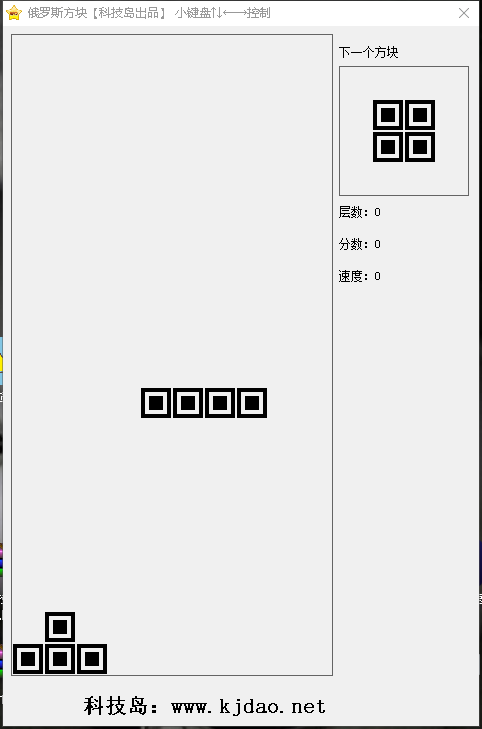 俄罗斯方块【科技岛出品】 小键盘↑↓←→控制
下一个方块
层数：0
分数：0
速度：0
科技岛：www.kjdao.net